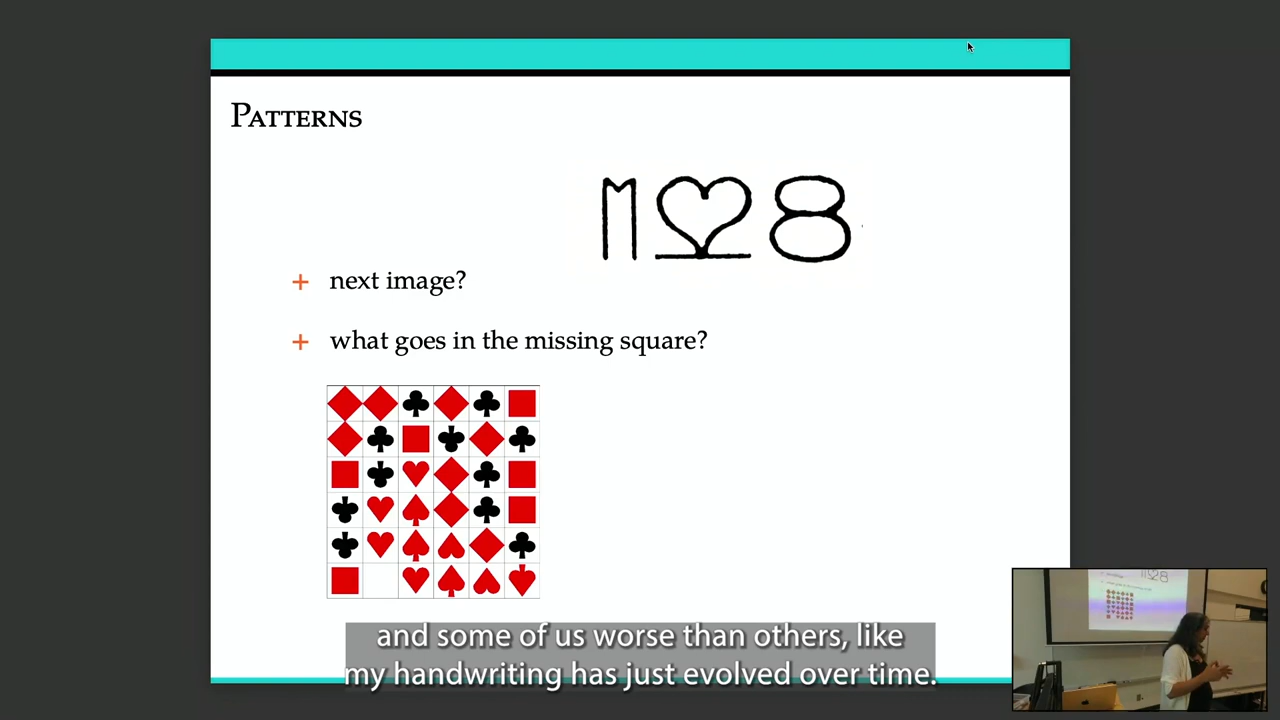 Patterns
M♡8
+ next image?
+ what goes in the missing square?
and some of us worse than others, like
my handwriting has just evolved over time.